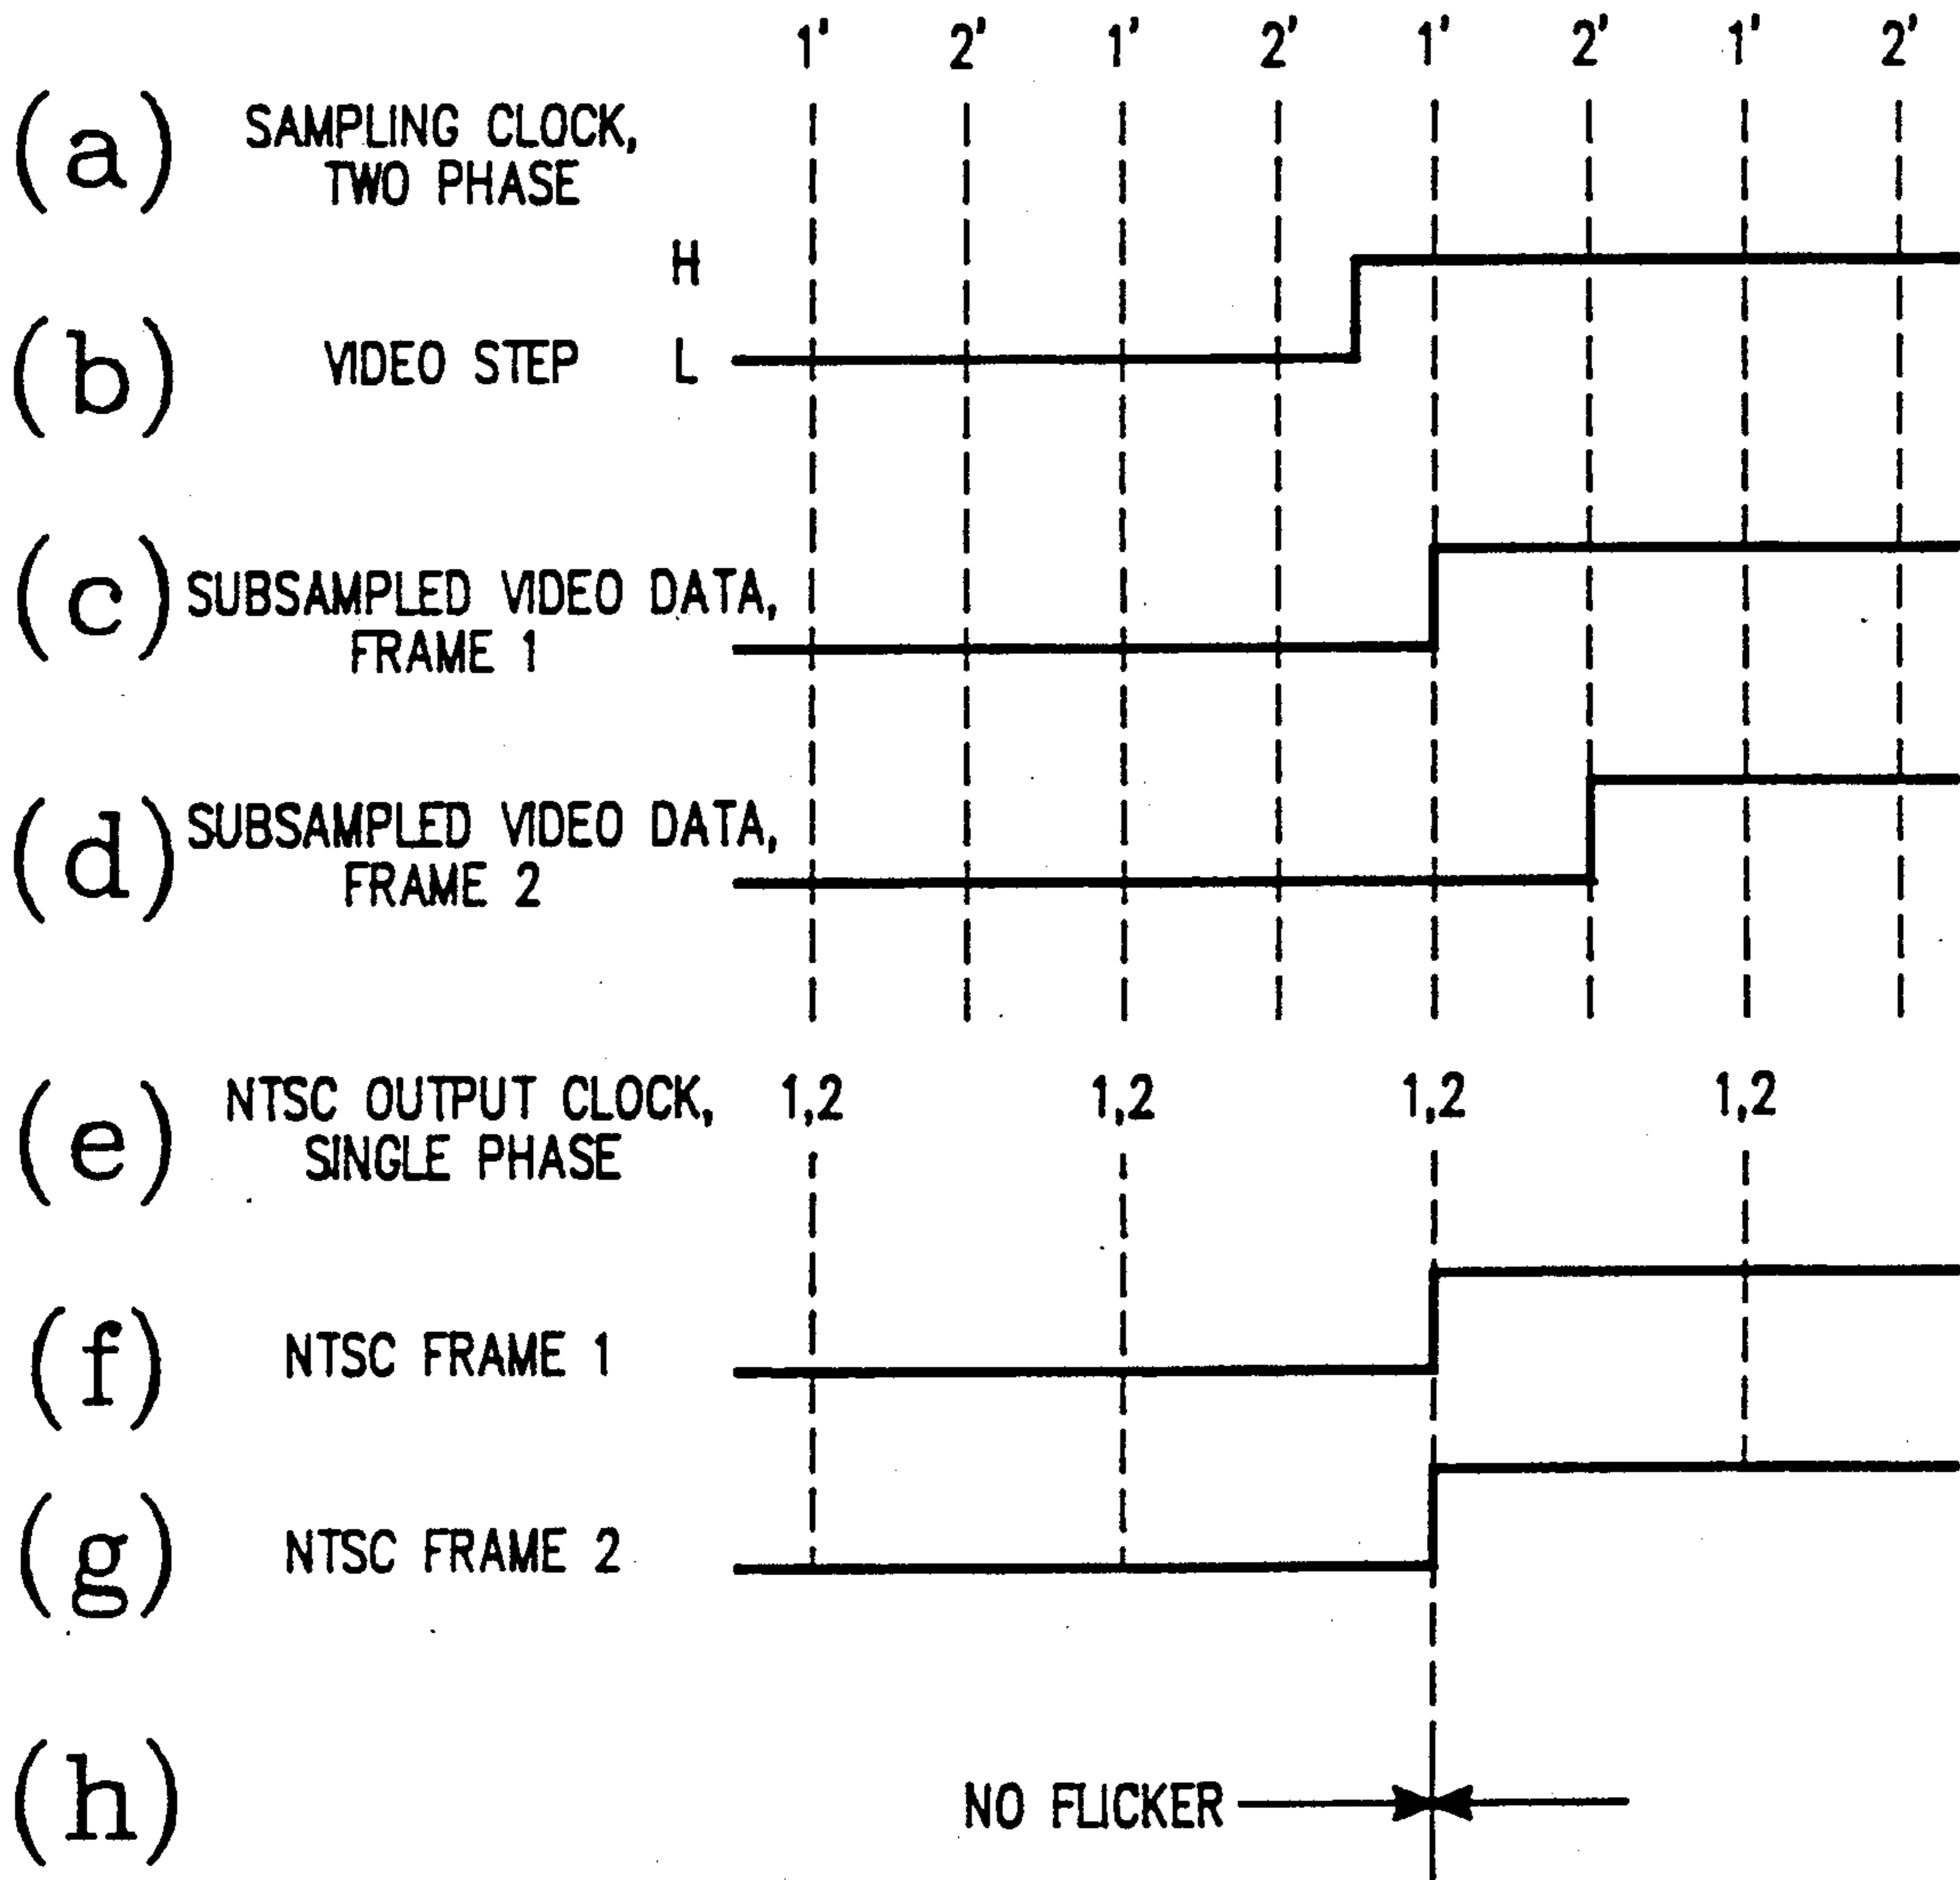 1' 2' 1' 2' 1' 2' 1' 2'
(a) SAMPLING CLOCK,
TWO PHASE
H
(b) VIDEO STEP L
(c) SUBSAMPLED VIDEO DATA,
FRAME 1
(d) SUBSAMPLED VIDEO DATA,
FRAME 2
(e) NTSC OUTPUT CLOCK, 1,2 1,2 1,2 1,2
SINGLE PHASE
(f) NTSC FRAME 1
(g) NTSC FRAME 2
(h) NO FLICKER